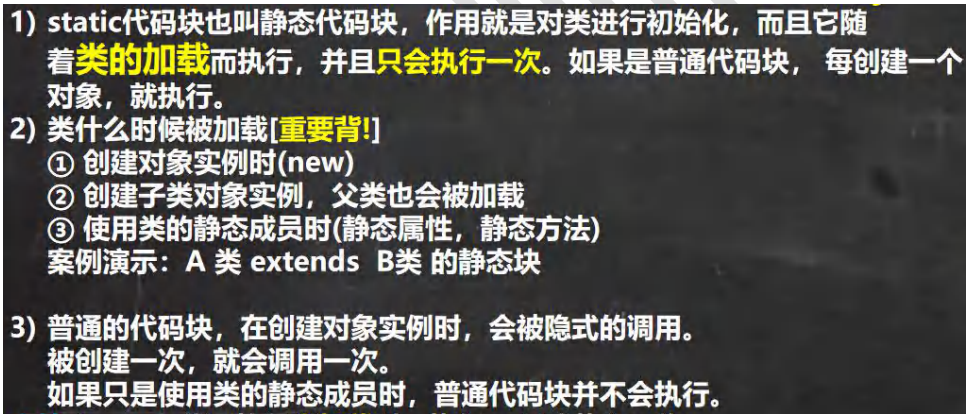 1) static代码块也叫静态代码块，作用就是对类进行初始化，而且它随
着类的加载而执行，并且只会执行一次。如果是普通代码块， 每创建一个
对象，就执行。
2) 类什么时候被加载[重要背!]
① 创建对象实例时(new)
② 创建子类对象实例，父类也会被加载
③ 使用类的静态成员时(静态属性，静态方法)
案例演示：A 类 extends B类 的静态块
3) 普通的代码块，在创建对象实例时，会被隐式的调用。
被创建一次，就会调用一次。
如果只是使用类的静态成员时，普通代码块并不会执行。